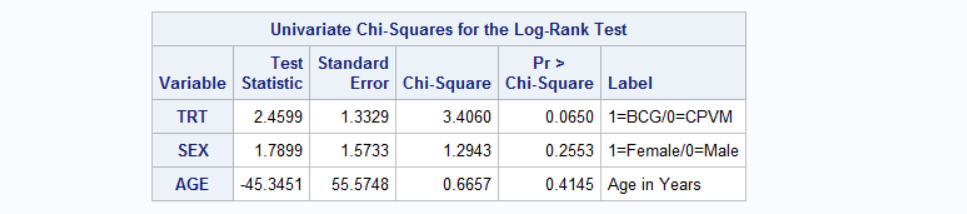 Univariate Chi-Squares for the Log-Rank Test
Variable Test Statistic Standard Error Chi-Square Pr > Chi-Square Label
TRT 2.4599 1.3329 3.4060 0.0650 1=BCG/0=CPVM
SEX 1.7899 1.5733 1.2943 0.2553 1=Female/0=Male
AGE -45.3451 55.5748 0.6657 0.4145 Age in Years